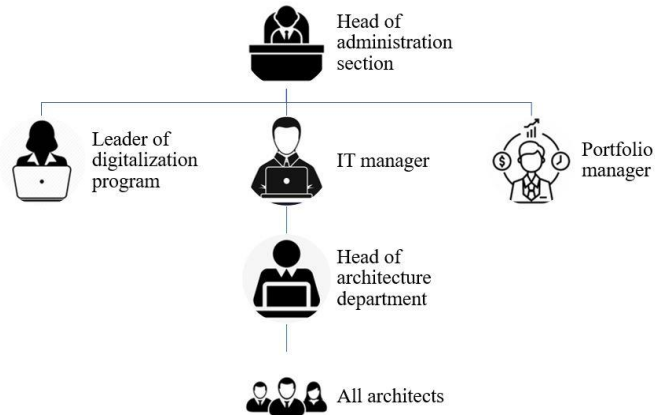 Head of
administration
section
Leader of
digitalization
program
IT manager
Portfolio
manager
$
Head of
architecture
department
All architects